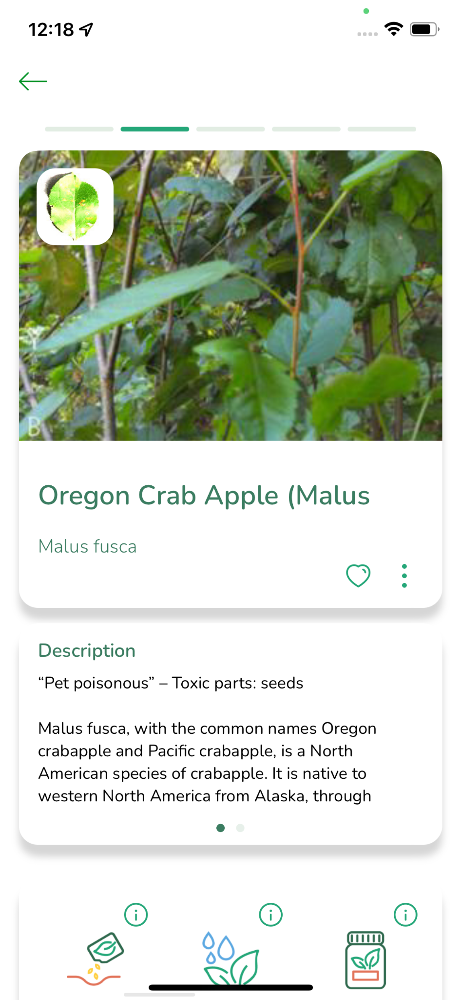 12:18
B
Oregon Crab Apple (Malus
Malus fusca
Description
“Pet poisonous” – Toxic parts: seeds
Malus fusca, with the common names Oregon
crabapple and Pacific crabapple, is a North
American species of crabapple. It is native to
western North America from Alaska, through